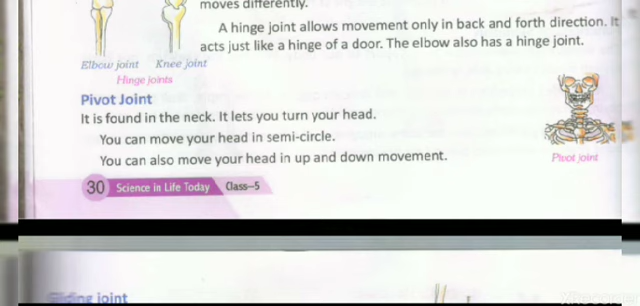 moves differently.
A hinge joint allows movement only in back and forth direction. It
acts just like a hinge of a door. The elbow also has a hinge joint.
Elbow joint Knee joint
Hinge joints
Pivot Joint
It is found in the neck. It lets you turn your head.
You can move your head in semi-circle.
You can also move your head in up and down movement.
Pivot joint
30 Science in Life Today Class–5
Gliding joint